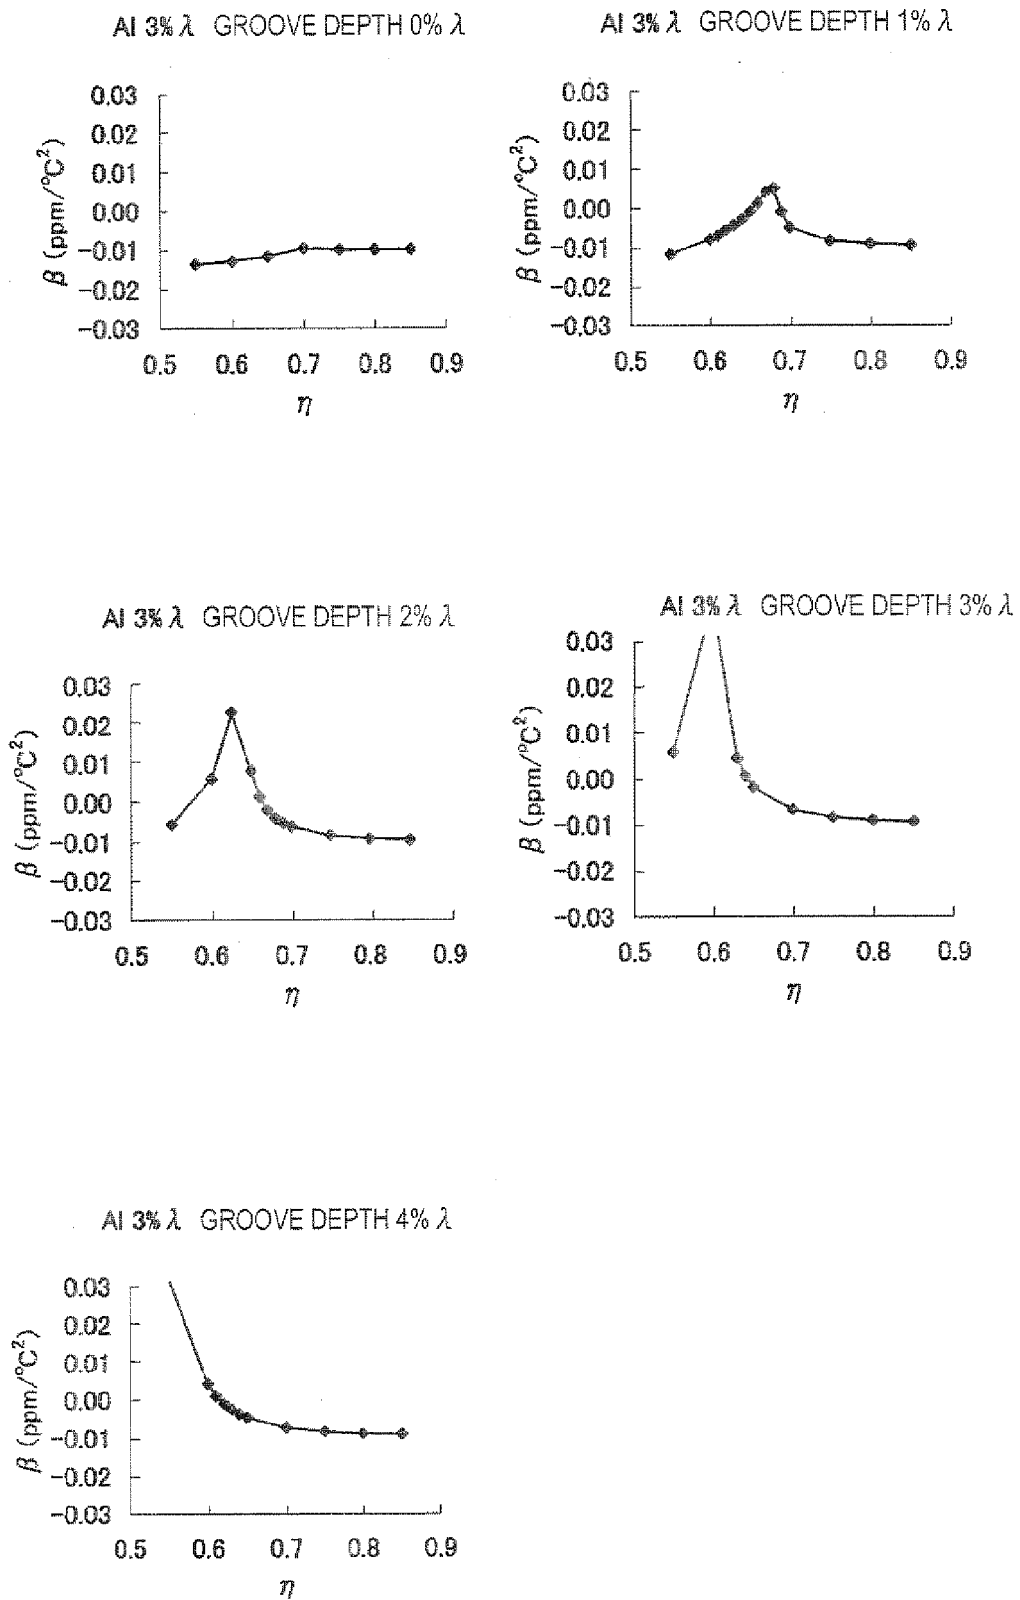 Al 3% λ GROOVE DEPTH 0% λ
0.03
0.02
0.01
0.00
−0.01
−0.02
−0.03
β (ppm/°C²)
0.5 0.6 0.7 0.8 0.9
η
Al 3% λ GROOVE DEPTH 1% λ
0.03
0.02
0.01
0.00
−0.01
−0.02
−0.03
β (ppm/°C²)
0.5 0.6 0.7 0.8 0.9
η
Al 3% λ GROOVE DEPTH 2% λ
0.03
0.02
0.01
0.00
−0.01
−0.02
−0.03
β (ppm/°C²)
0.5 0.6 0.7 0.8 0.9
η
Al 3% λ GROOVE DEPTH 3% λ
0.03
0.02
0.01
0.00
−0.01
−0.02
−0.03
β (ppm/°C²)
0.5 0.6 0.7 0.8 0.9
η
Al 3% λ GROOVE DEPTH 4% λ
0.03
0.02
0.01
0.00
−0.01
−0.02
−0.03
β (ppm/°C²)
0.5 0.6 0.7 0.8 0.9
η